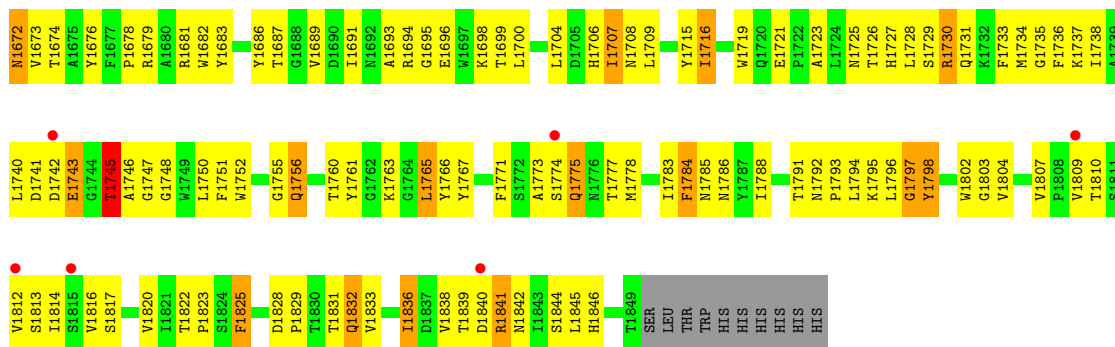 N1672 V1673 T1674 A1675 Y1676 F1677 P1678 R1679 A1680 R1681 W1682 Y1683 Y1686 T1687 G1688 V1689 D1690 I1691 N1692 A1693 R1694 G1695 E1696 W1697 K1698 T1699 L1700 L1704 D1705 H1706 I1707 N1708 L1709 Y1715 I1716 W1719 Q1720 E1721 P1722 A1723 L1724 N1725 T1726 H1727 L1728 S1729 R1730 Q1731 K1732 F1733 M1734 G1735 F1736 K1737 I1738 A1739
L1740 D1741 D1742 E1743 G1744 T1745 A1746 G1747 G1748 W1749 L1750 F1751 W1752 G1755 Q1756 T1760 Y1761 G1762 K1763 G1764 L1765 Y1766 Y1767 F1771 S1772 A1773 S1774 Q1775 N1776 T1777 M1778 I1783 F1784 N1785 N1786 Y1787 I1788 T1791 N1792 P1793 L1794 K1795 L1796 G1797 Y1798 W1802 G1803 V1804 V1807 P1808 V1809 T1810 S1811
V1812 S1813 I1814 S1815 V1816 S1817 V1820 I1821 T1822 P1823 S1824 F1825 D1828 P1829 T1830 T1831 Q1832 V1833 I1836 D1837 V1838 T1839 D1840 R1841 N1842 I1843 S1844 L1845 H1846 T1849 SER LEU THR TRP HIS HIS HIS HIS HIS HIS